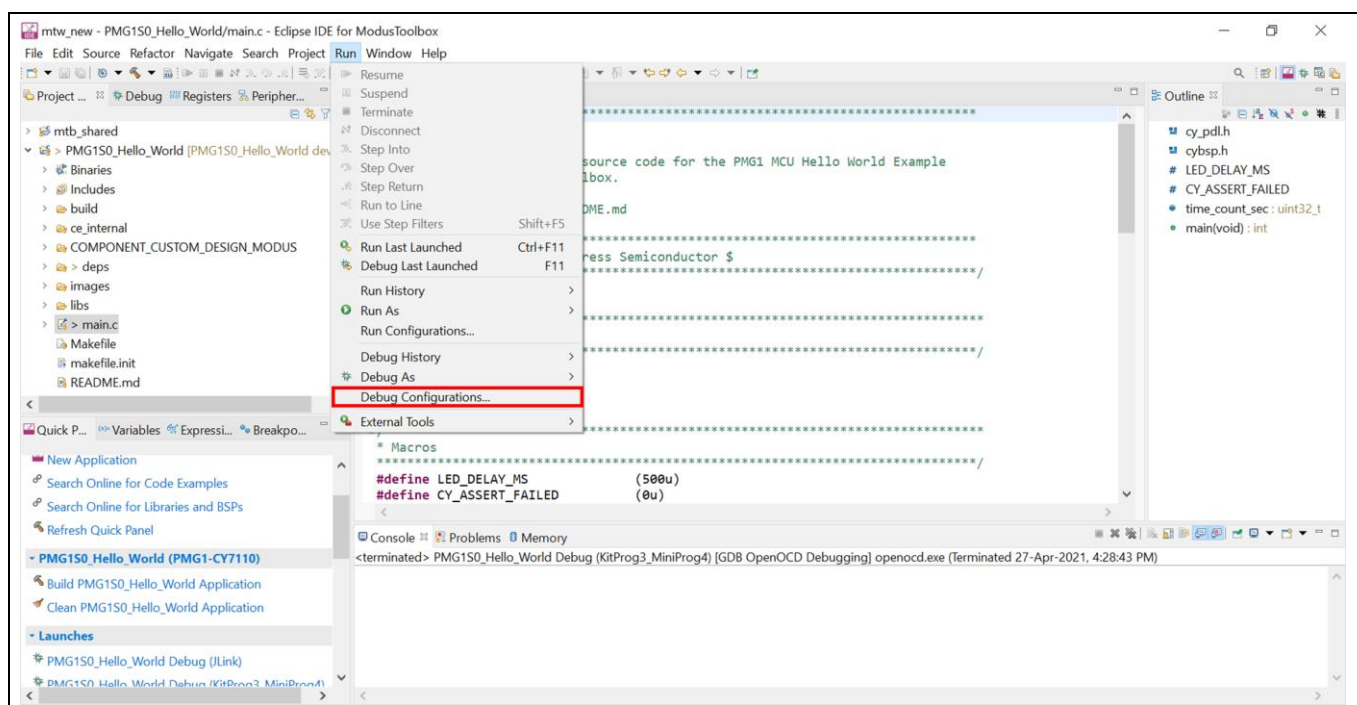 mtw_new - PMG1S0_Hello_World/main.c - Eclipse IDE for ModusToolbox
File Edit Source Refactor Navigate Search Project Run Window Help
Project ... Debug Registers Peripher...
mtb_shared
> PMG1S0_Hello_World [PMG1S0_Hello_World dev
Binaries
Includes
build
ce_internal
COMPONENT_CUSTOM_DESIGN_MODUS
> deps
images
libs
> main.c
Makefile
makefile.init
README.md
Resume
Suspend
Terminate
Disconnect
Step Into
Step Over
Step Return
Run to Line
Use Step Filters Shift+F5
Run Last Launched Ctrl+F11
Debug Last Launched F11
Run History >
Run As >
Run Configurations...
Debug History >
Debug As >
Debug Configurations...
External Tools >
source code for the PMG1 MCU Hello World Example
lbox.
DME.md
ress Semiconductor $
* Macros
#define LED_DELAY_MS (500u)
#define CY_ASSERT_FAILED (0u)
Outline
cy_pdl.h
cybsp.h
# LED_DELAY_MS
# CY_ASSERT_FAILED
time_count_sec : uint32_t
main(void) : int
Quick P... Variables Expressi... Breakpo...
New Application
Search Online for Code Examples
Search Online for Libraries and BSPs
Refresh Quick Panel
PMG1S0_Hello_World (PMG1-CY7110)
Build PMG1S0_Hello_World Application
Clean PMG1S0_Hello_World Application
Launches
PMG1S0_Hello_World Debug (JLink)
PMG1S0_Hello_World Debug (KitProg3_MiniProg4)
Console Problems Memory
<terminated> PMG1S0_Hello_World Debug (KitProg3_MiniProg4) [GDB OpenOCD Debugging] openocd.exe (Terminated 27-Apr-2021, 4:28:43 PM)